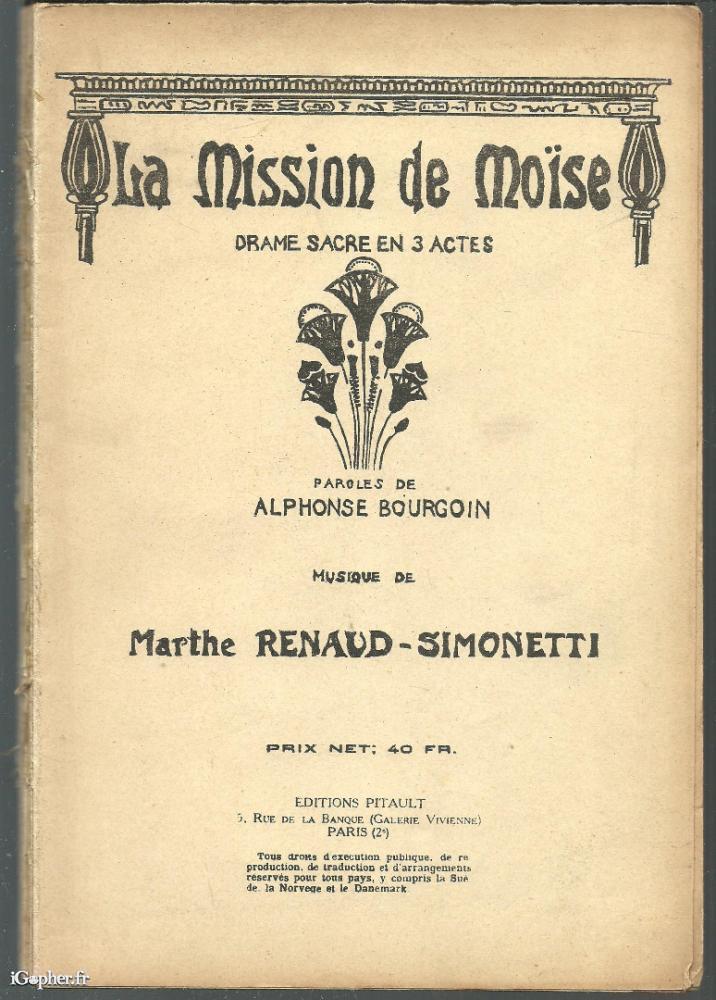 La Mission de Moïse
DRAME SACRE EN 3 ACTES
PAROLES DE
ALPHONSE BOURGOIN
MUSIQUE DE
Marthe RENAUD-SIMONETTI
PRIX NET; 40 FR.
EDITIONS PITAULT
5, RUE DE LA BANQUE (GALERIE VIVIENNE)
PARIS (2e)
Tous droits d'execution publique, de re
production, de traduction et d'arrangements
réservés pour tous pays, y compris la Suè
de, la Norvege et le Danemark
iGopher.fr